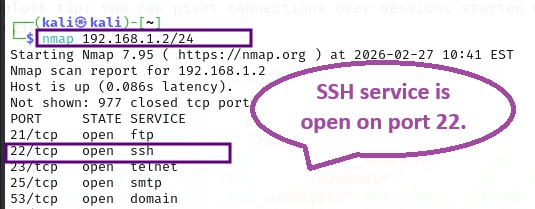 ploit tip: You can pivot connections over sessions started
(kali㉿kali)-[~]
$ nmap 192.168.1.2/24
Starting Nmap 7.95 ( https://nmap.org ) at 2026-02-27 10:41 EST
Nmap scan report for 192.168.1.2
Host is up (0.086s latency).
Not shown: 977 closed tcp port
PORT STATE SERVICE
21/tcp open ftp
22/tcp open ssh
23/tcp open telnet
25/tcp open smtp
53/tcp open domain
SSH service is
open on port 22.